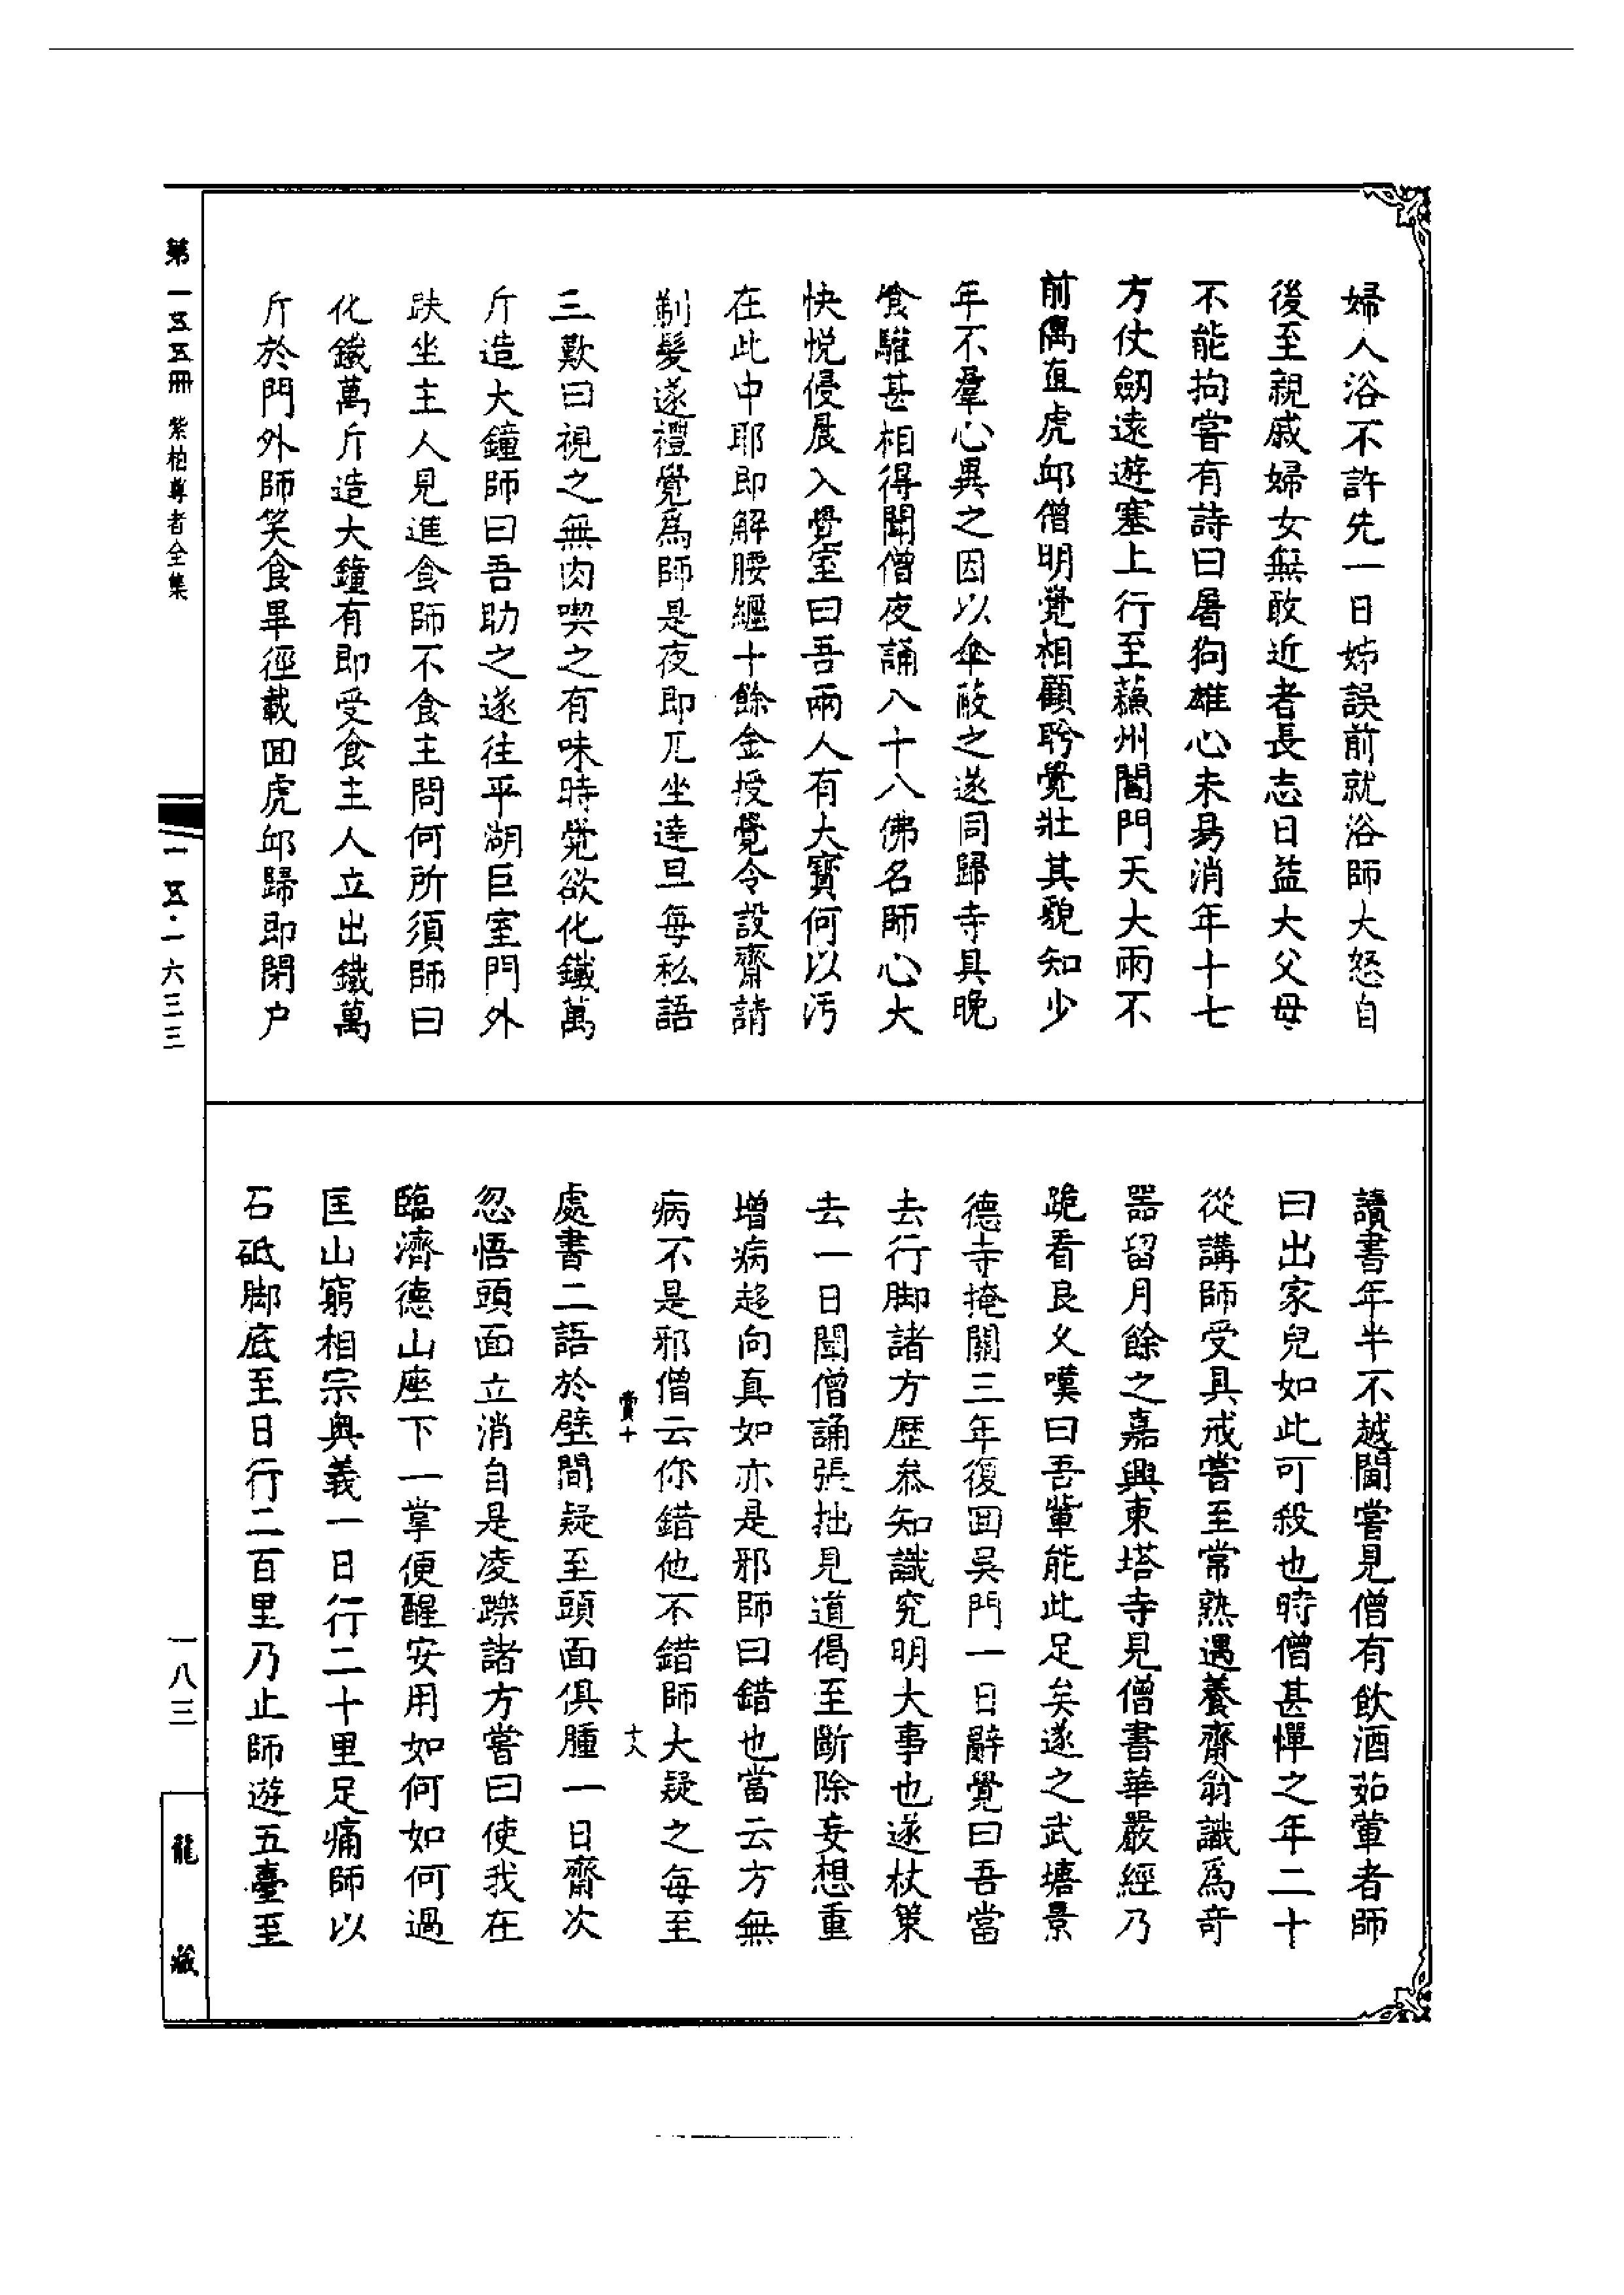 婦人浴不許先一日姊誤前就浴師大怒自
後至親戚婦女無敢近者長志日益大父母
不能拘嘗有詩曰屠狗雄心未易消年十七
方仗劒遠遊塞上行至蘓州閶門天大雨不
前偶值虎邱僧明覺相顧盼覺壯其貌知少
年不羣心異之因以傘蔽之遂同歸寺具晚
飡驩甚相得聞僧夜誦八十八佛名師心大
快悅侵晨入覺室曰吾兩人有大寶何以污
在此中耶即解腰纏十餘金授覺令設齋請
剃髮遂禮覺爲師是夜即兀坐達旦每私語
三歎曰視之無肉喫之有味時覺欲化鐵萬
斤造大鐘師曰吾助之遂往平湖巨室門外
趺坐主人見進食師不食主問何所須師曰
化鐵萬斤造大鐘有即受食主人立出鐵萬
斤於門外師笑食畢徑載囬虎邱歸即閉户
讀書年半不越閫嘗見僧有飲酒茹葷者師
曰出家兒如此可殺也時僧甚憚之年二十
從講師受具戒嘗至常熟遇養齋翁識爲奇
器留月餘之嘉興東塔寺見僧書華嚴經乃
跪看良乆嘆曰吾輩能此足矣遂之武塘景
德寺掩關三年復囬吳門一日辭覺曰吾當
去行脚諸方歷叅知識究明大事也遂杖策
去一日聞僧誦張拙見道偈至斷除妄想重
增病趨向真如亦是邪師曰錯也當云方無
病不是邪僧云你錯他不錯師大疑之每至
賞十 十八
處書二語於壁間疑至頭面俱腫一日齋次
忽悟頭面立消自是凌躒諸方嘗曰使我在
臨濟德山座下一掌便醒安用如何如何過
匡山窮相宗奥義一日行二十里足痛師以
石砥脚底至日行二百里乃止師遊五臺至
第一五五冊 紫柏尊者全集
一五·一六三三
一八三
龍藏